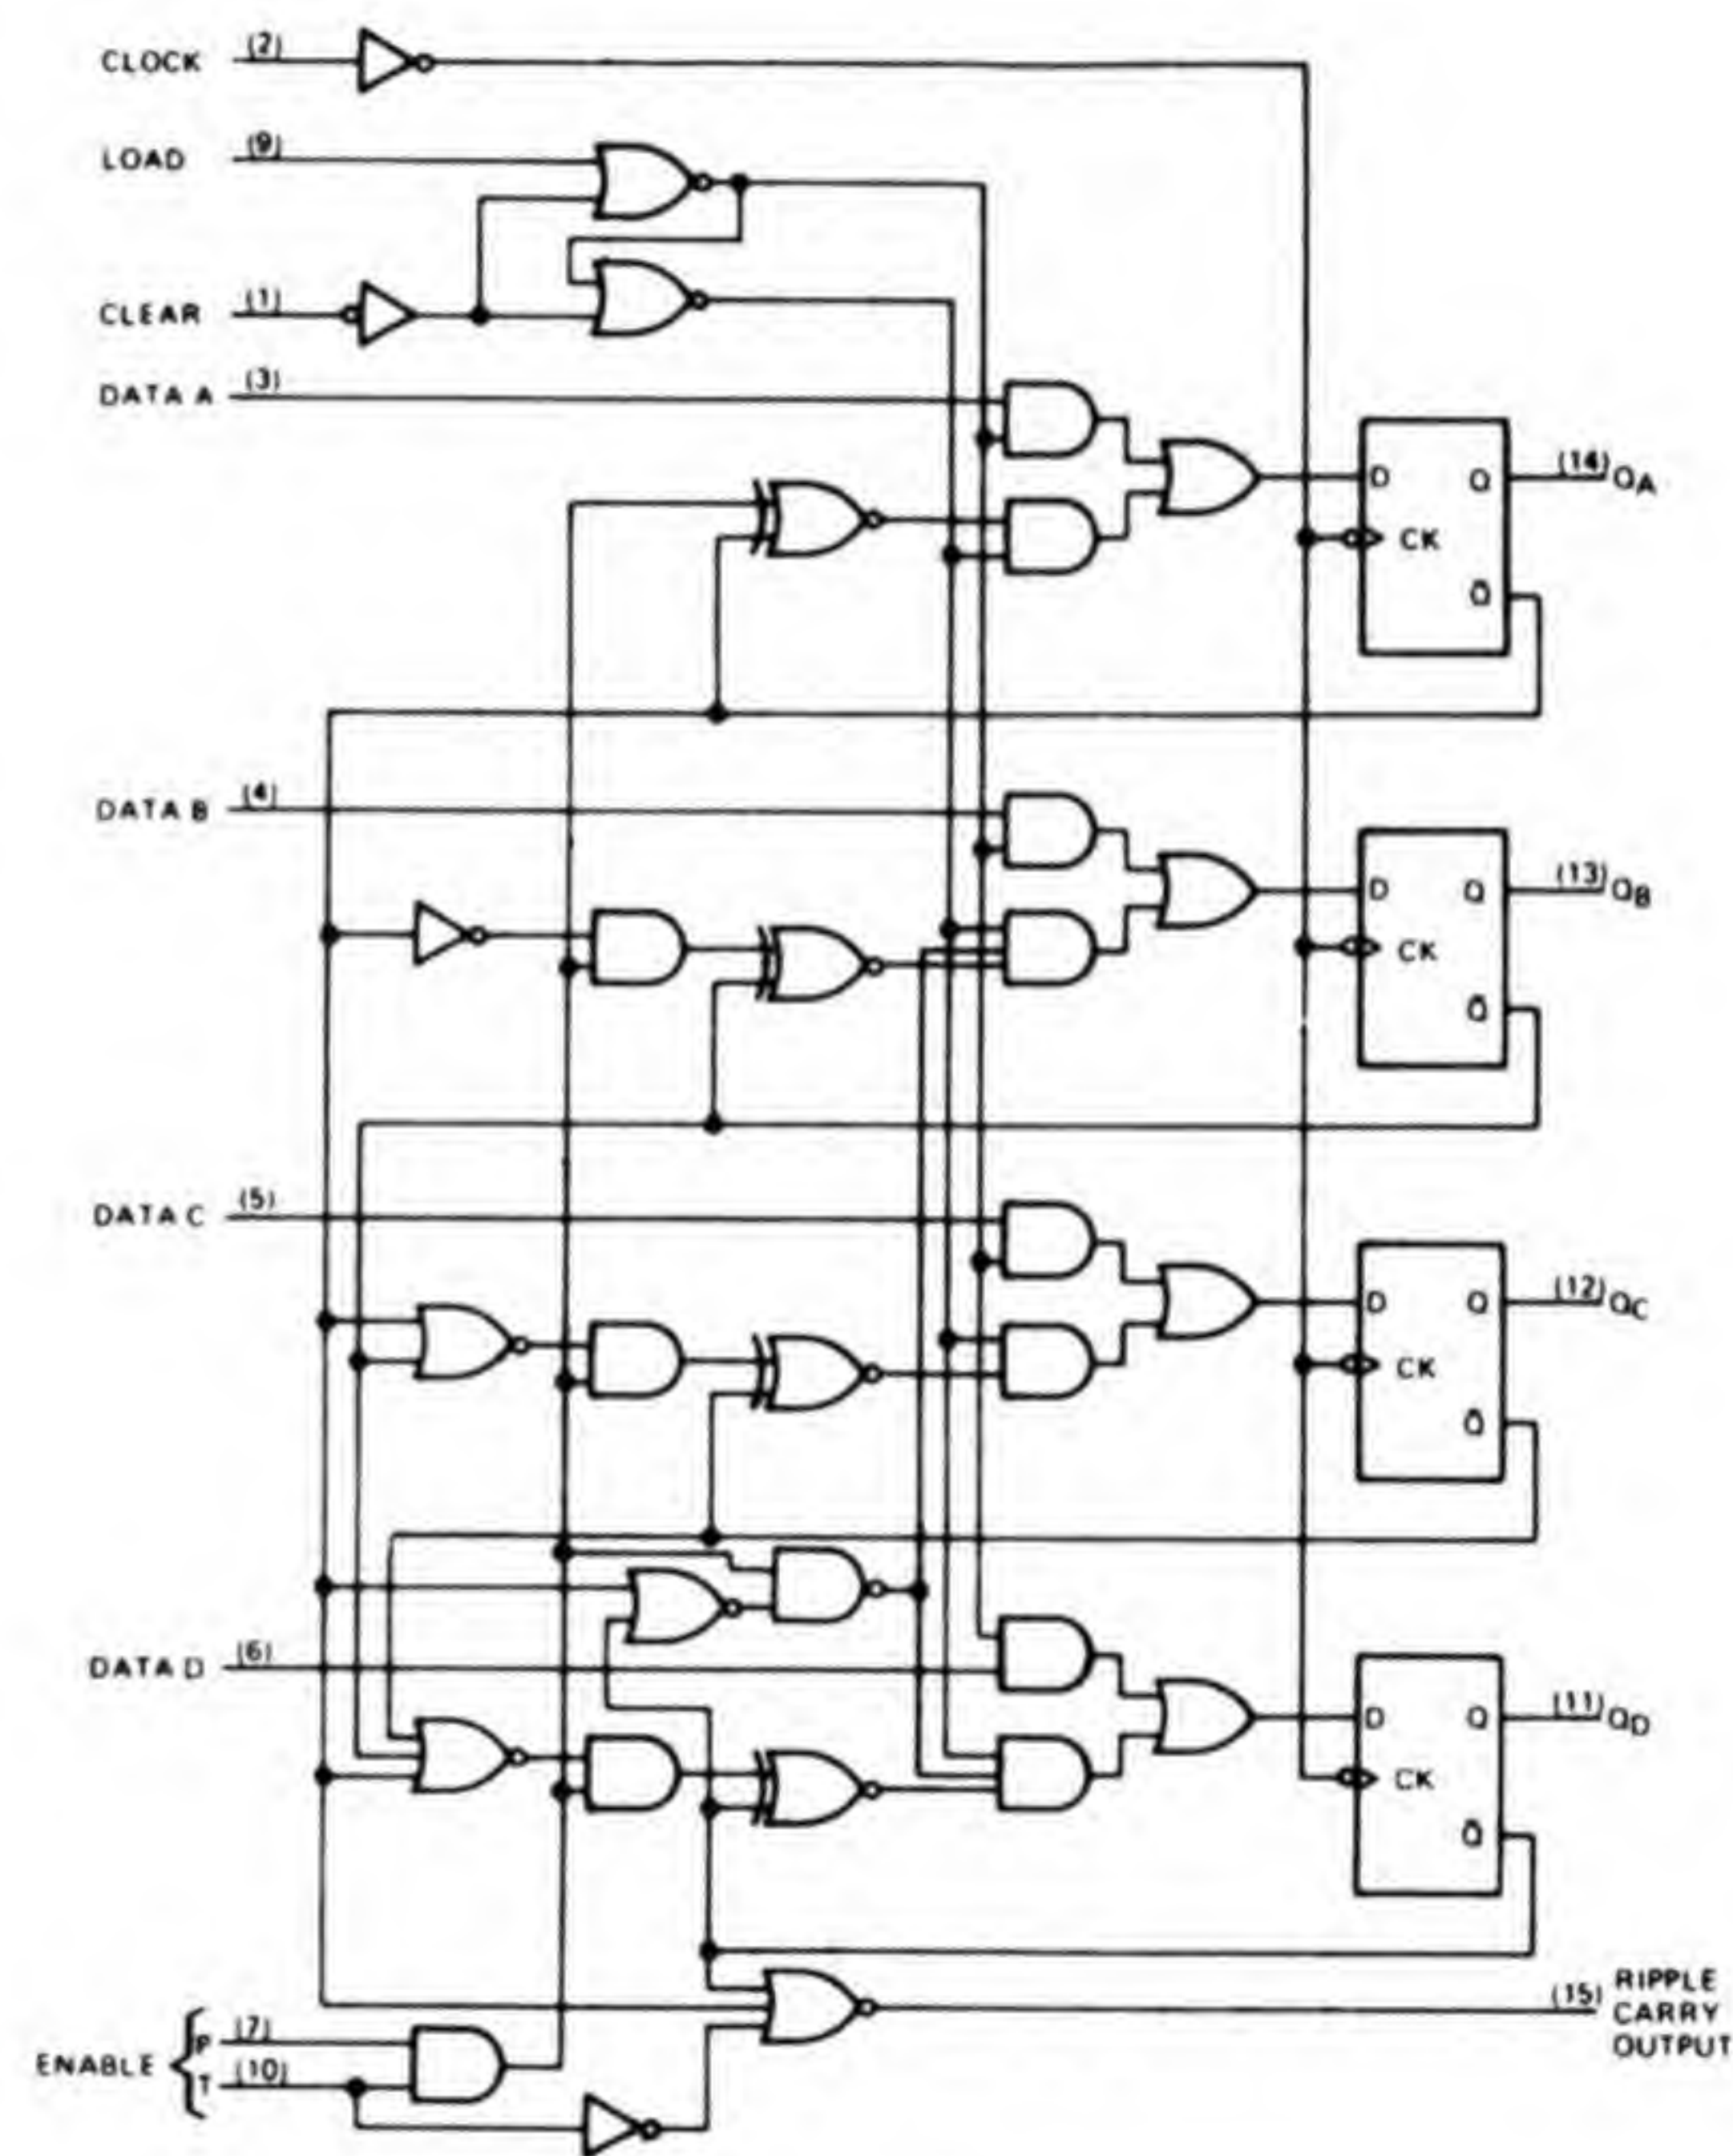 CLOCK (2)
LOAD (9)
CLEAR (1)
DATA A (3)
D Q (14) QA
CK
Q̄
DATA B (4)
D Q (13) QB
CK
Q̄
DATA C (5)
D Q (12) QC
CK
Q̄
DATA D (6)
D Q (11) QD
CK
Q̄
(15) RIPPLE
CARRY
OUTPUT
ENABLE
P (7)
T (10)